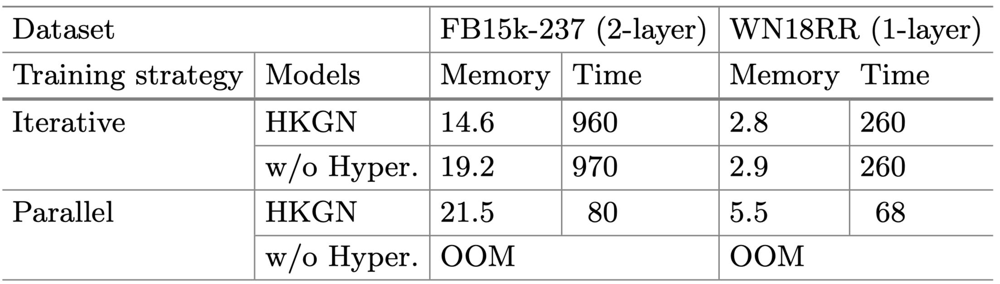 Dataset FB15k-237 (2-layer) WN18RR (1-layer)
Training strategy Models Memory Time Memory Time
Iterative HKGN 14.6 960 2.8 260
w/o Hyper. 19.2 970 2.9 260
Parallel HKGN 21.5 80 5.5 68
w/o Hyper. OOM OOM